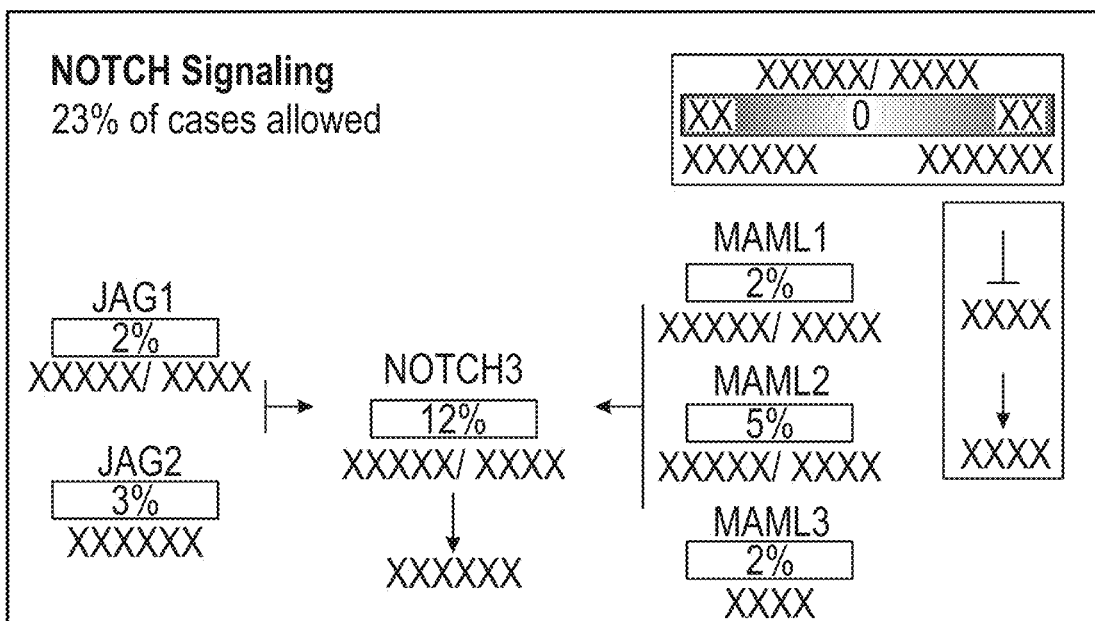 NOTCH Signaling
23% of cases allowed
XXXXX/ XXXX
XX 0 XX
XXXXXX XXXXXX
JAG1
2%
XXXXX/ XXXX
JAG2
3%
XXXXXX
NOTCH3
12%
XXXXX/ XXXX
XXXXXX
MAML1
2%
XXXXX/ XXXX
MAML2
5%
XXXXX/ XXXX
MAML3
2%
XXXX
XXXX
XXXX